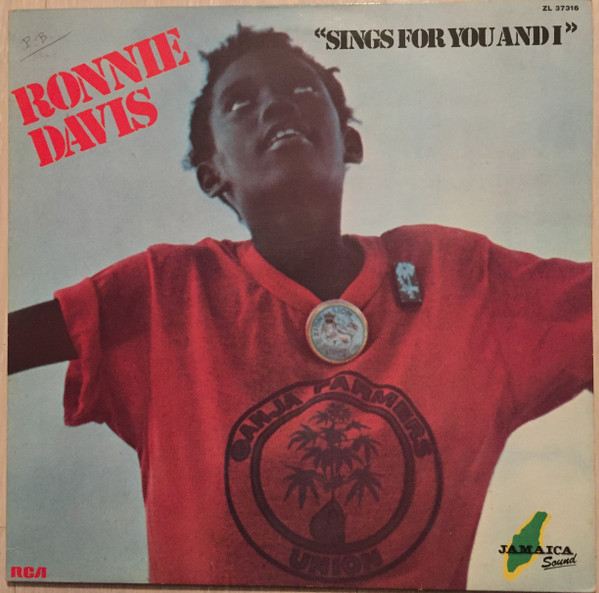 ZL 37316
P.B.
RONNIE
DAVIS
"SINGS FOR YOU AND I"
GANJA FARMERS
UNION
JAMAICA
Sound
RCA